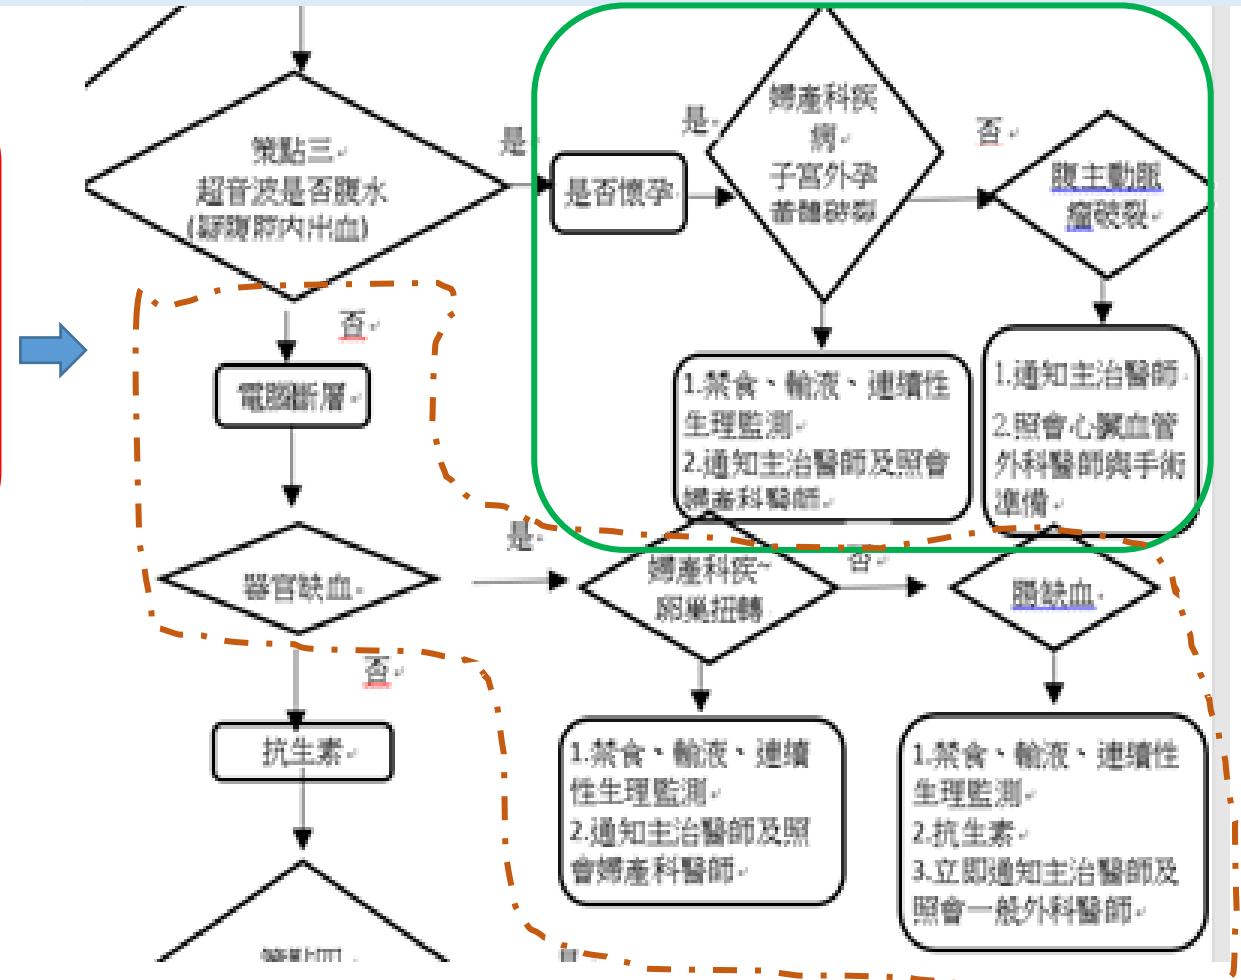 策點三
超音波是否腹水
(疑腹腔內出血)
是
是否懷孕
是
婦產科疾
病
子宮外孕
黃體破裂
否
腹主動脈
瘤破裂
否
電腦斷層
1.禁食、輸液、連續性
生理監測
2.通知主治醫師及照會
婦產科醫師
1.通知主治醫師
2.照會心臟血管
外科醫師與手術
準備
器官缺血
是
婦產科疾~
卵巢扭轉
否
腸缺血
否
抗生素
1.禁食、輸液、連續
性生理監測
2.通知主治醫師及照
會婦產科醫師
1.禁食、輸液、連續性
生理監測
2.抗生素
3.立即通知主治醫師及
照會一般外科醫師